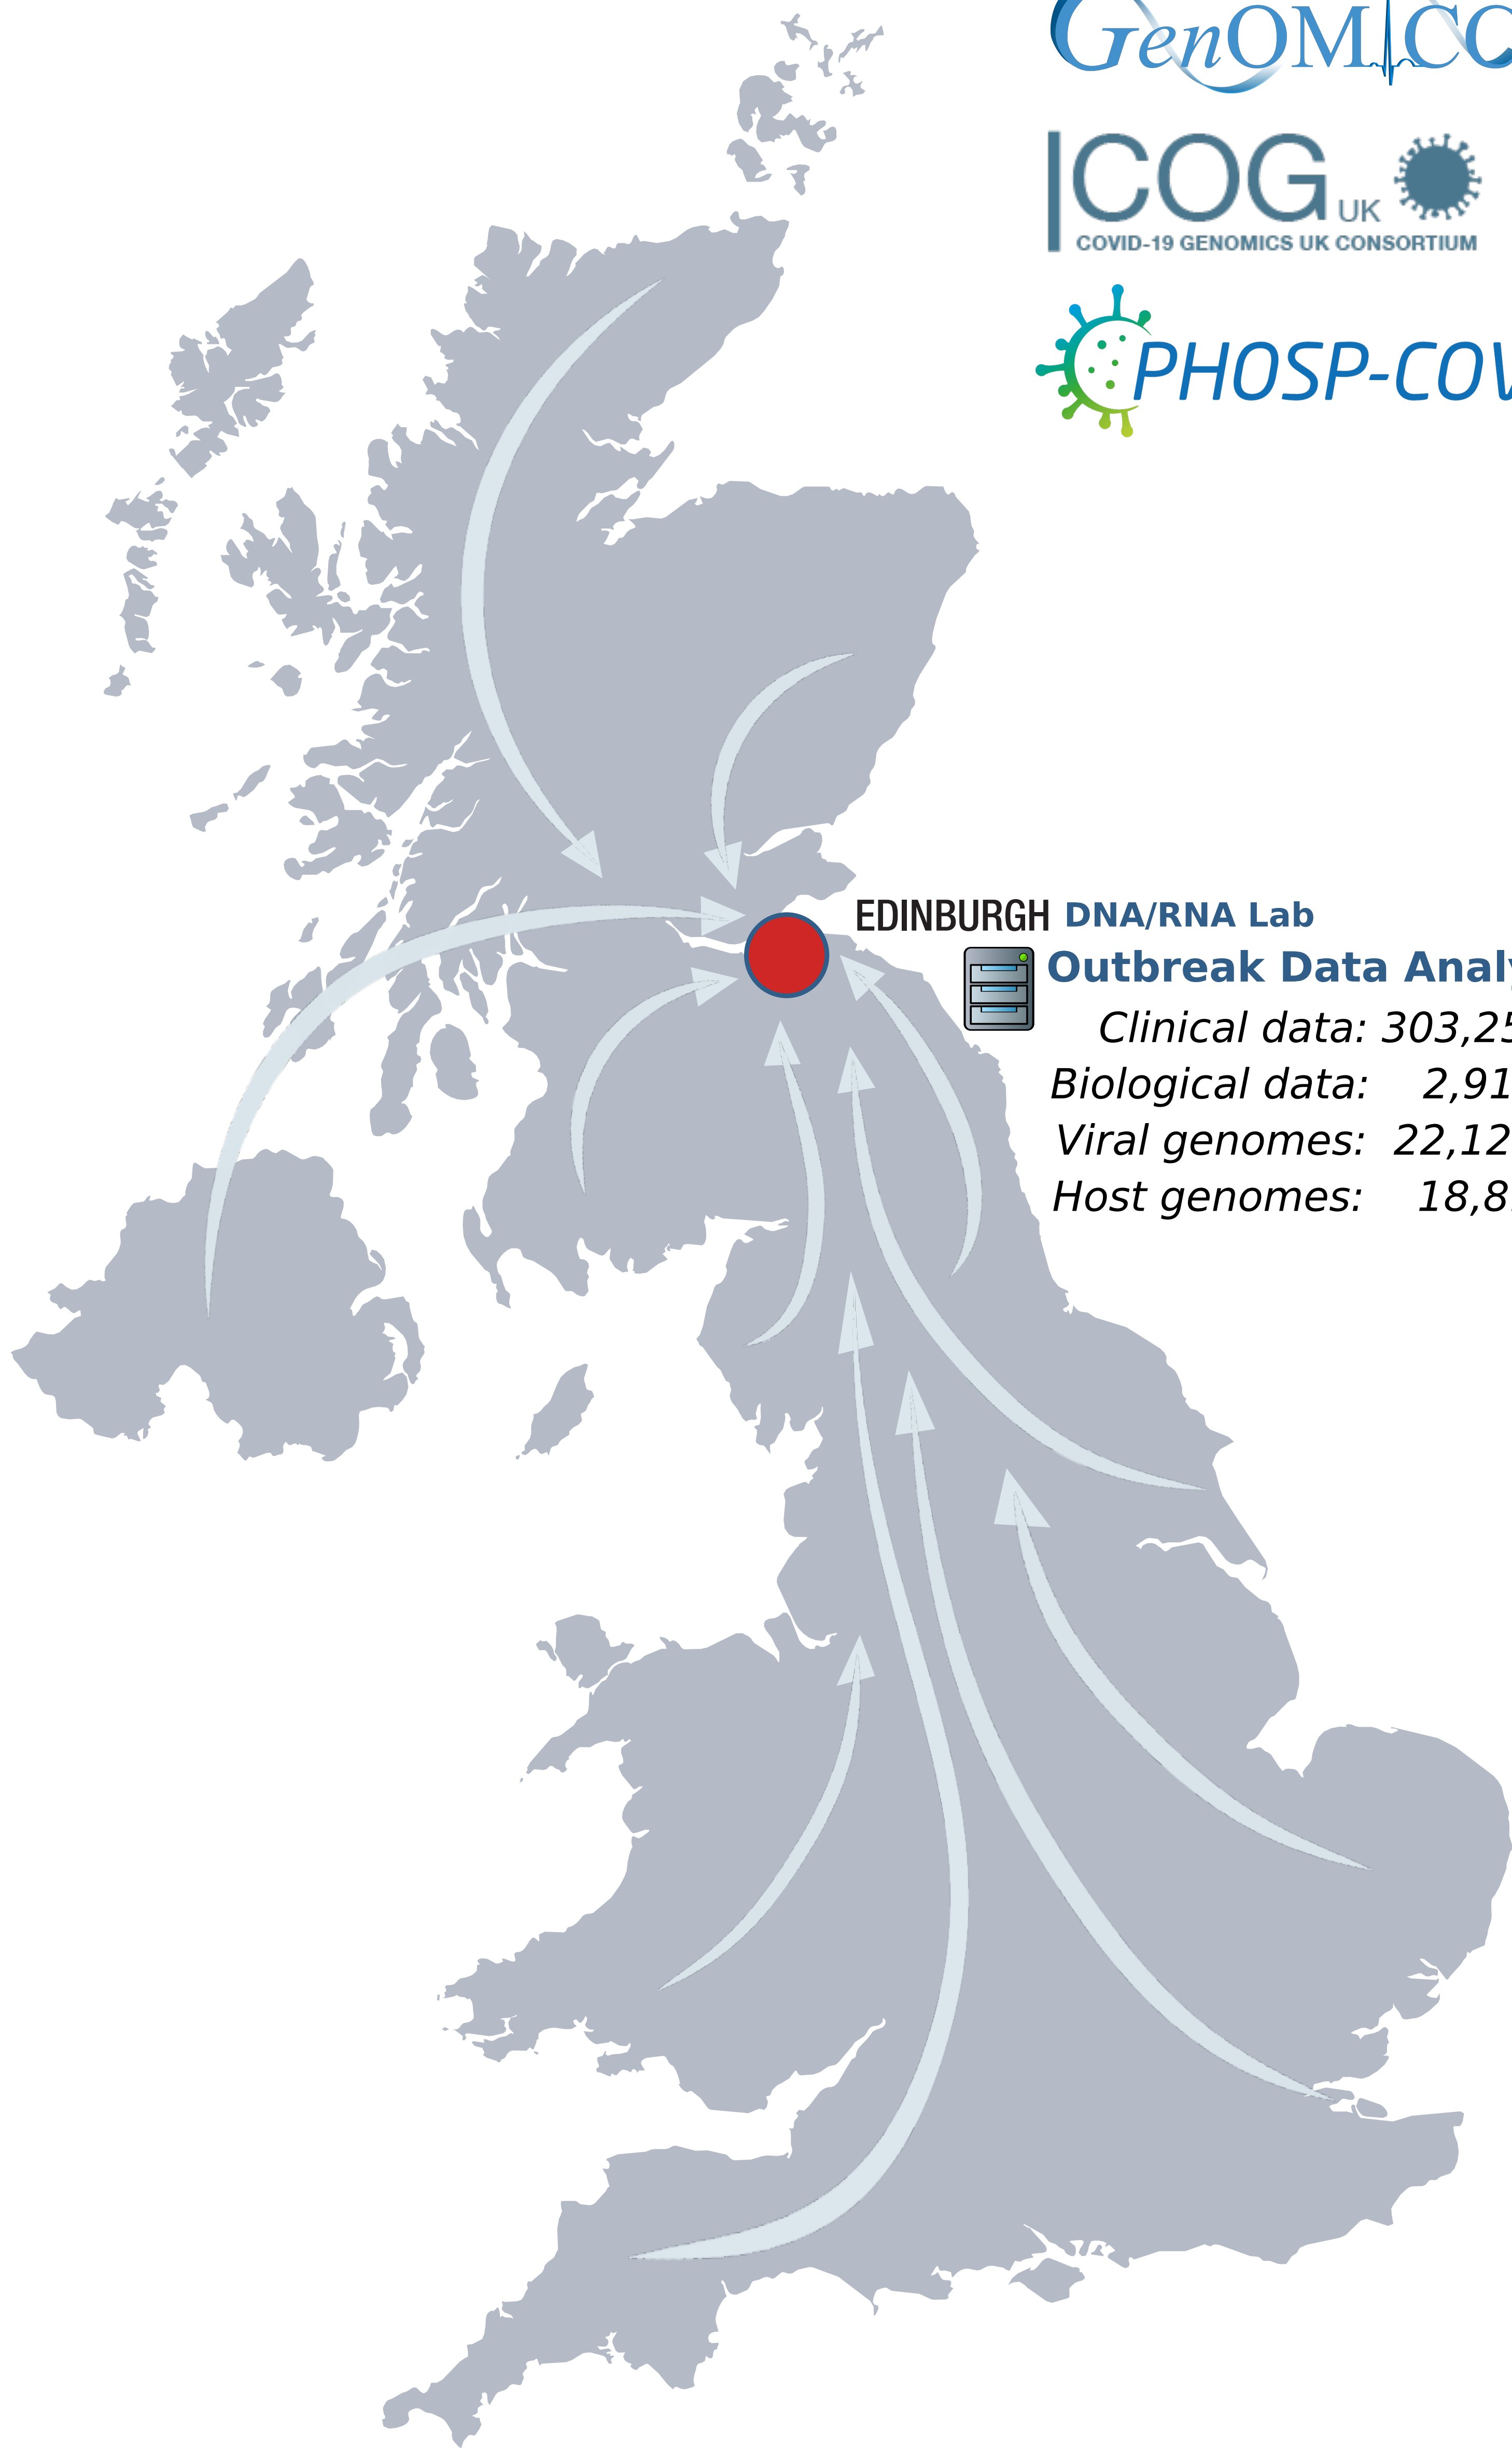 GenOMICC
COG UK
COVID-19 GENOMICS UK CONSORTIUM
PHOSP-COV
EDINBURGH DNA/RNA Lab
Outbreak Data Analy
Clinical data: 303,25
Biological data: 2,91
Viral genomes: 22,12
Host genomes: 18,8